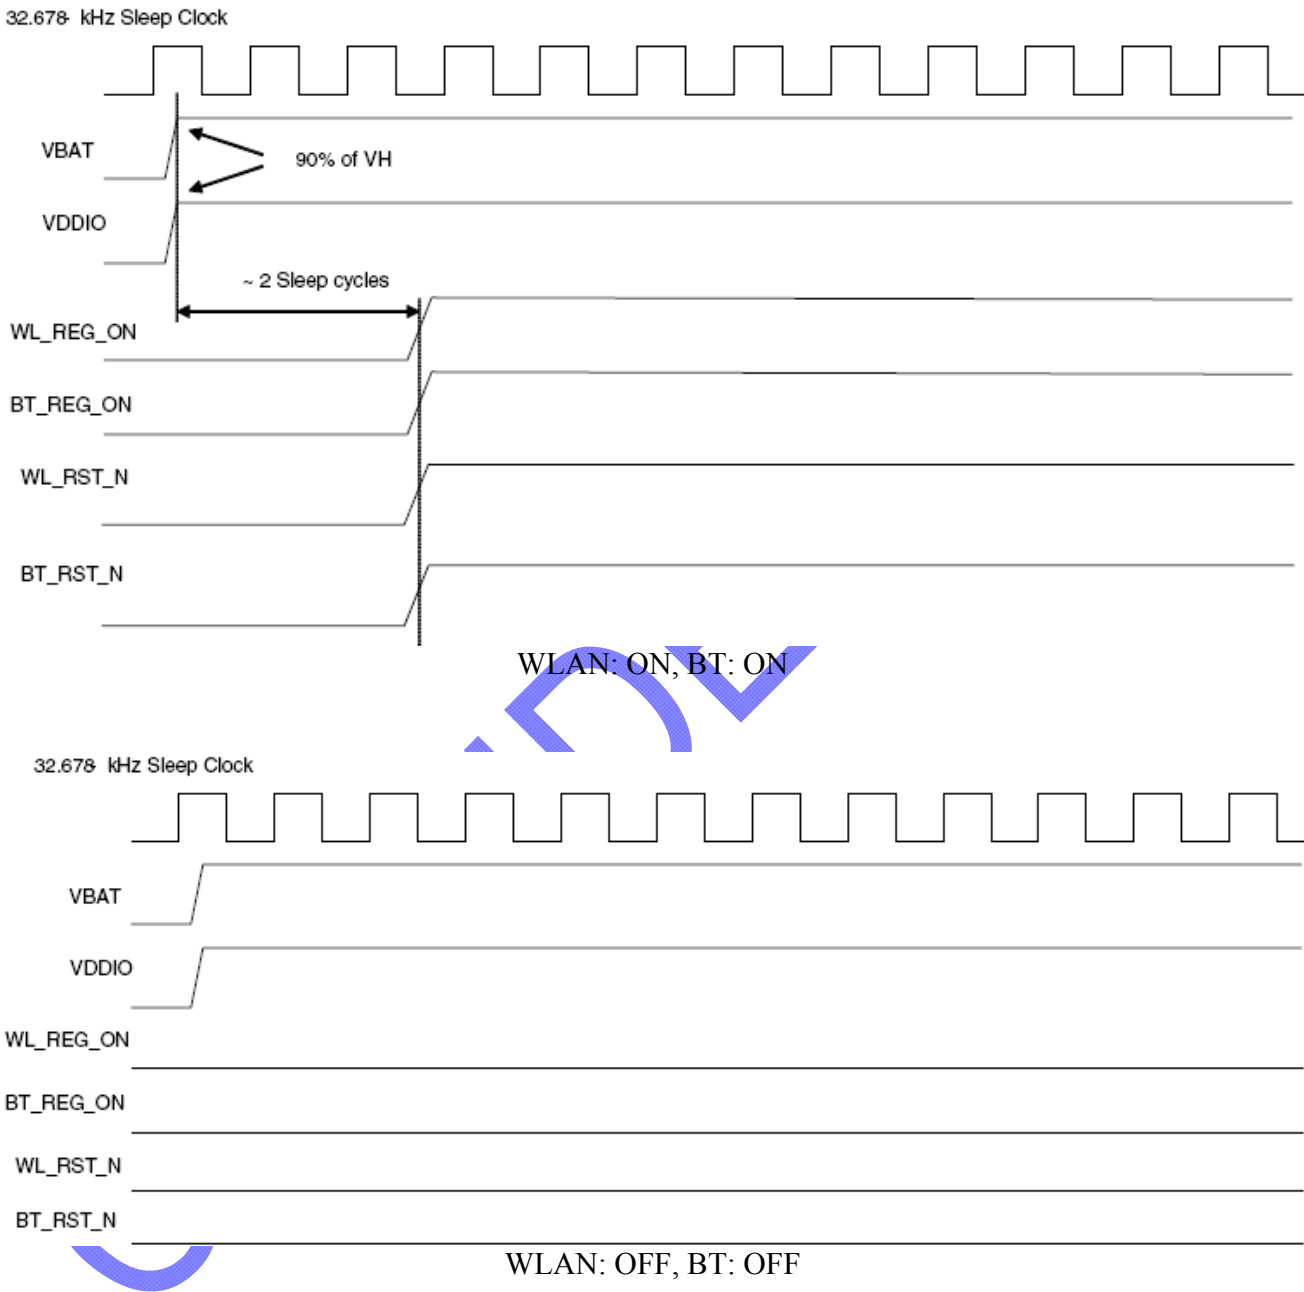 32.678- kHz Sleep Clock
VBAT
90% of VH
VDDIO
~ 2 Sleep cycles
WL_REG_ON
BT_REG_ON
WL_RST_N
BT_RST_N
WLAN: ON, BT: ON
32.678- kHz Sleep Clock
VBAT
VDDIO
WL_REG_ON
BT_REG_ON
WL_RST_N
BT_RST_N
WLAN: OFF, BT: OFF